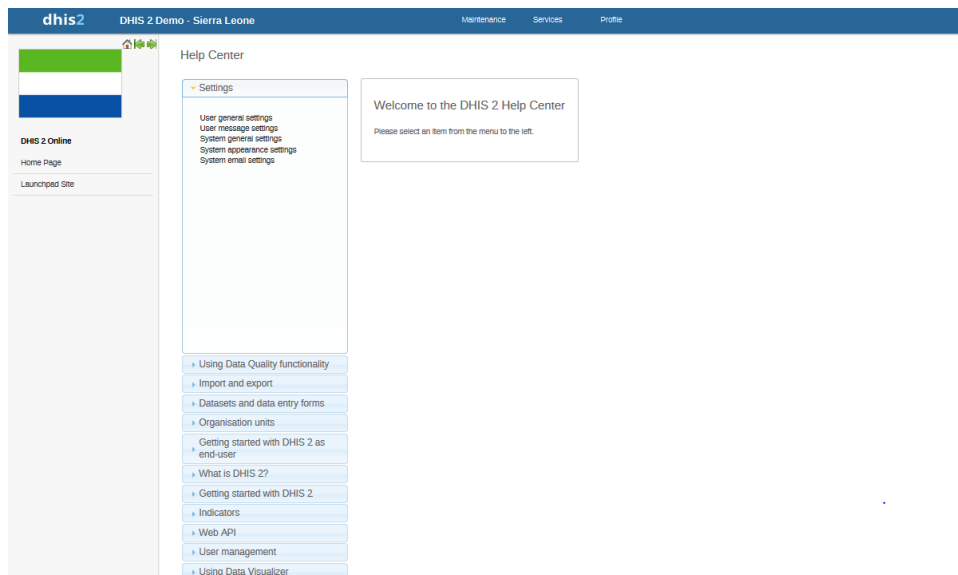 dhis2
DHIS 2 Demo - Sierra Leone
Maintenance
Services
Profile
DHIS 2 Online
Home Page
Launchpad Site
Help Center
Settings
User general settings
User message settings
System general settings
System appearance settings
System email settings
Using Data Quality functionality
Import and export
Datasets and data entry forms
Organisation units
Getting started with DHIS 2 as
end-user
What is DHIS 2?
Getting started with DHIS 2
Indicators
Web API
User management
Using Data Visualizer
Welcome to the DHIS 2 Help Center
Please select an item from the menu to the left.